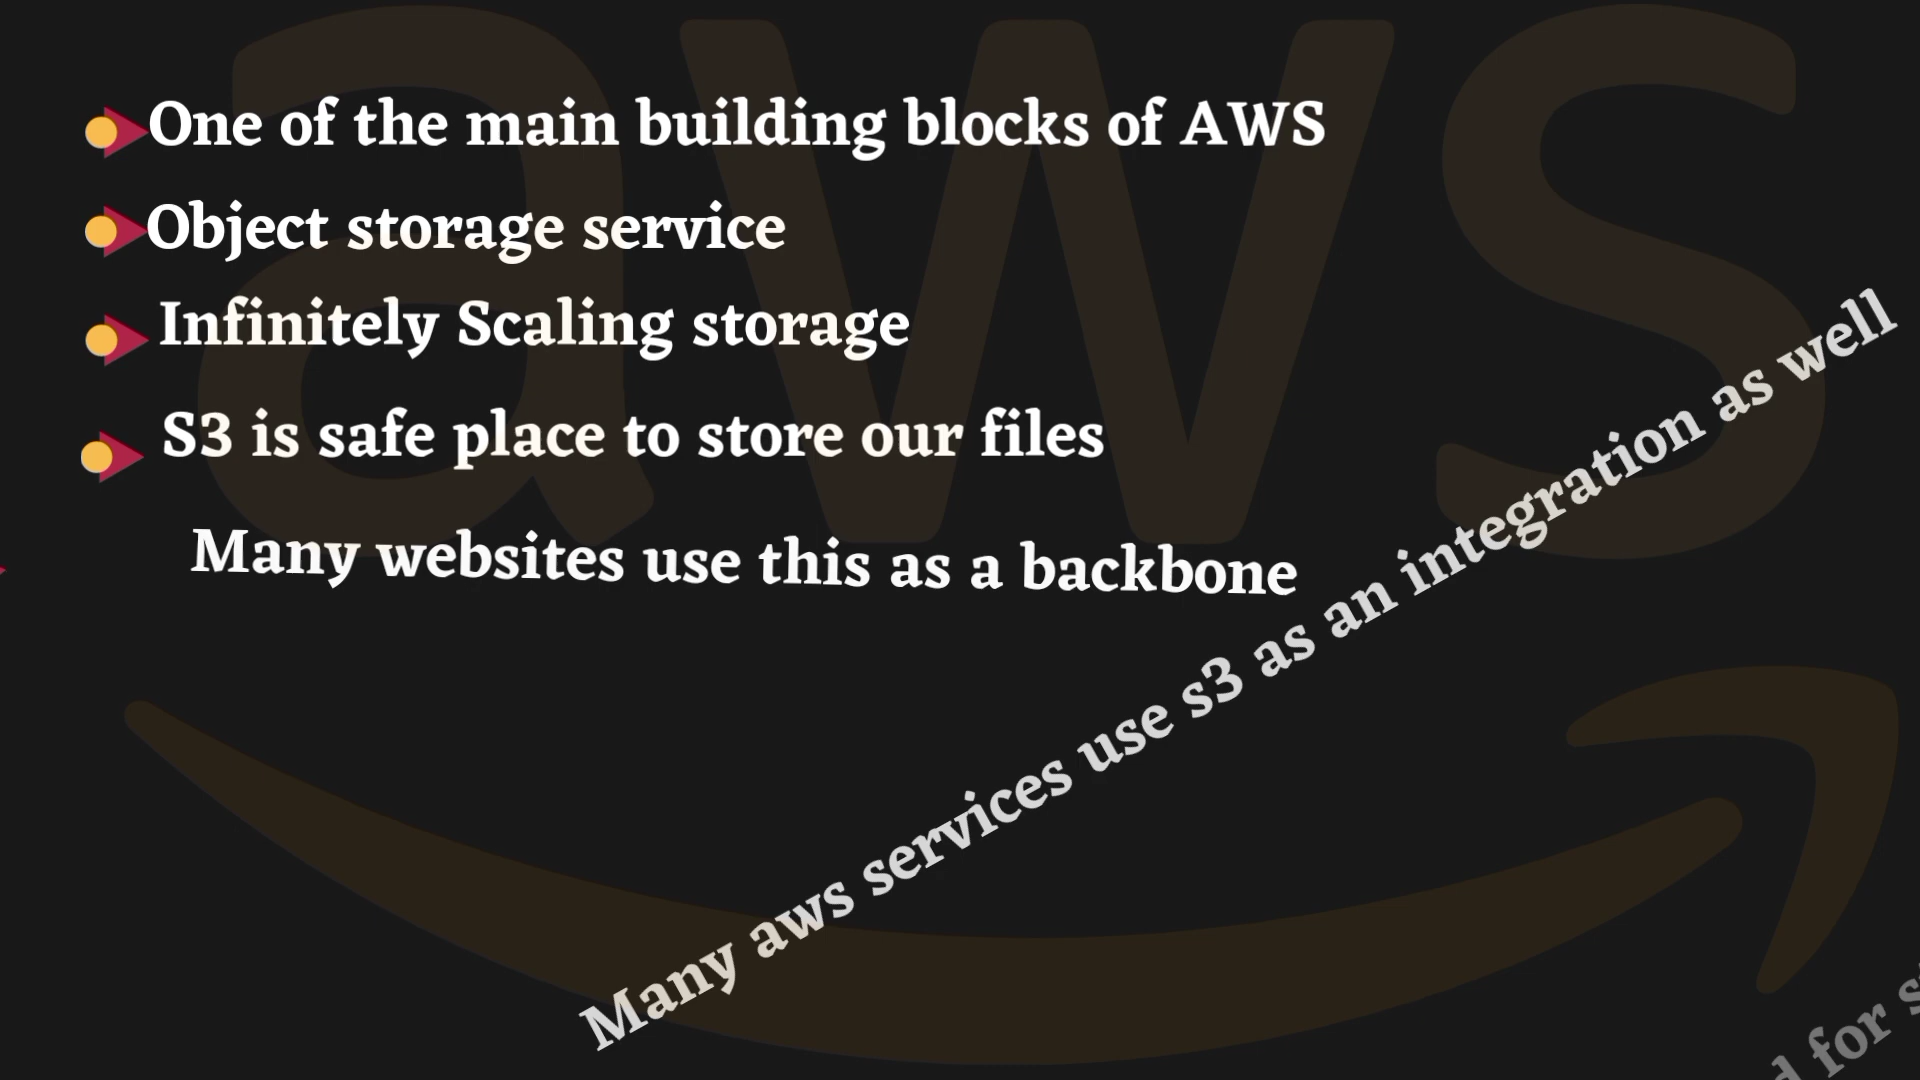 aws
One of the main building blocks of AWS
Object storage service
Infinitely Scaling storage
S3 is safe place to store our files
Many websites use this as a backbone
Many aws services use s3 as an integration as well
for